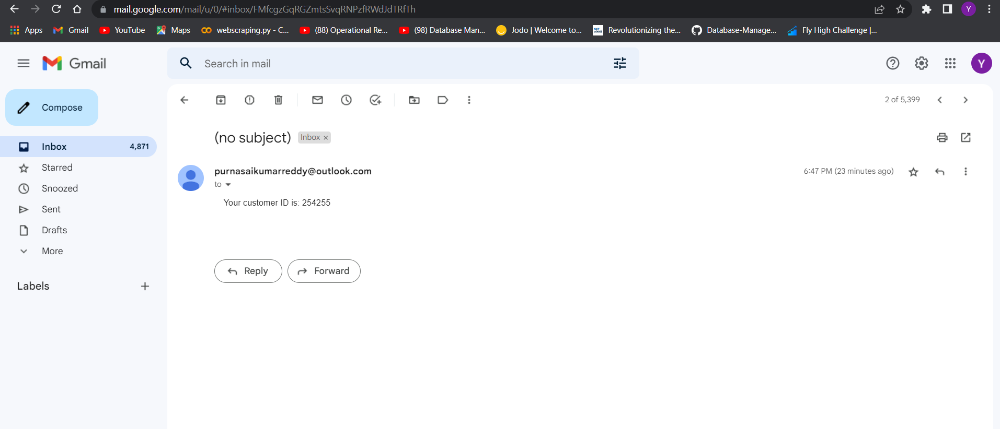 mail.google.com/mail/u/0/#inbox/FMfcgzGqRGZmtsSvqRNPzfRWdJdTRfTh
Y
Apps Gmail YouTube Maps webscraping.py - C... (88) Operational Re... (98) Database Man... Jodo | Welcome to... Revolutionizing the... Database-Manage... Fly High Challenge |...
Gmail
Search in mail
Y
Compose
2 of 5,399
(no subject) Inbox ×
Inbox 4,871
Starred
purnasaikumarreddy@outlook.com 6:47 PM (23 minutes ago)
to
Snoozed
Your customer ID is: 254255
Sent
Drafts
More
Reply Forward
Labels +